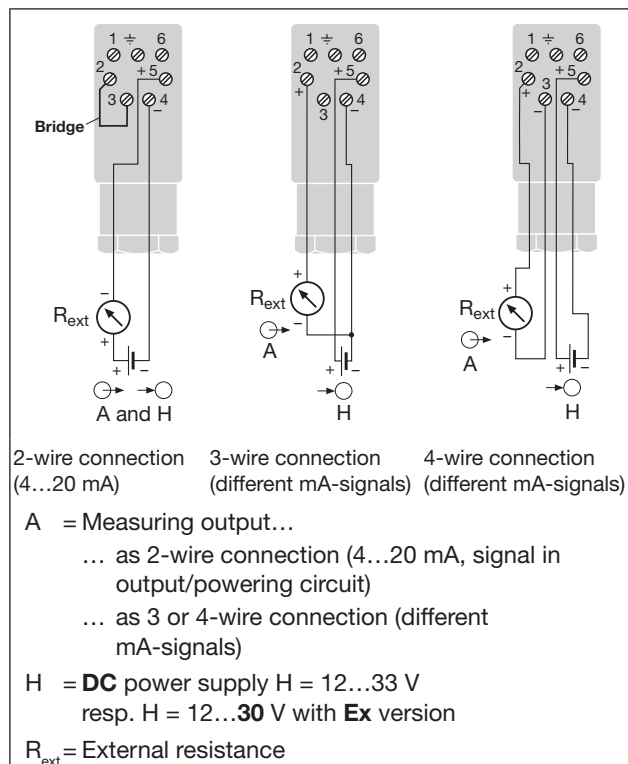 1 ⏚ 6
2 + 5
3 4
−
Bridge
−
R_ext
+
+ −
A and H
1 ⏚ 6
2 + 5
+
3 4
−
+
R_ext
−
A
+ −
H
1 ⏚ 6
2 + 5
+ 3 4
− −
+
R_ext
−
A
+ −
H
2-wire connection
(4…20 mA)
3-wire connection
(different mA-signals)
4-wire connection
(different mA-signals)
A = Measuring output…
… as 2-wire connection (4…20 mA, signal in
output/powering circuit)
… as 3 or 4-wire connection (different
mA-signals)
H = DC power supply H = 12…33 V
resp. H = 12…30 V with Ex version
R_ext = External resistance